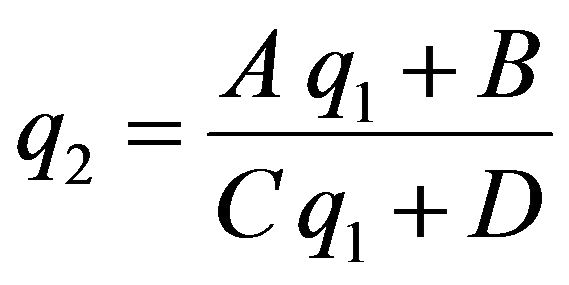 q₂ = (A q₁ + B) / (C q₁ + D)